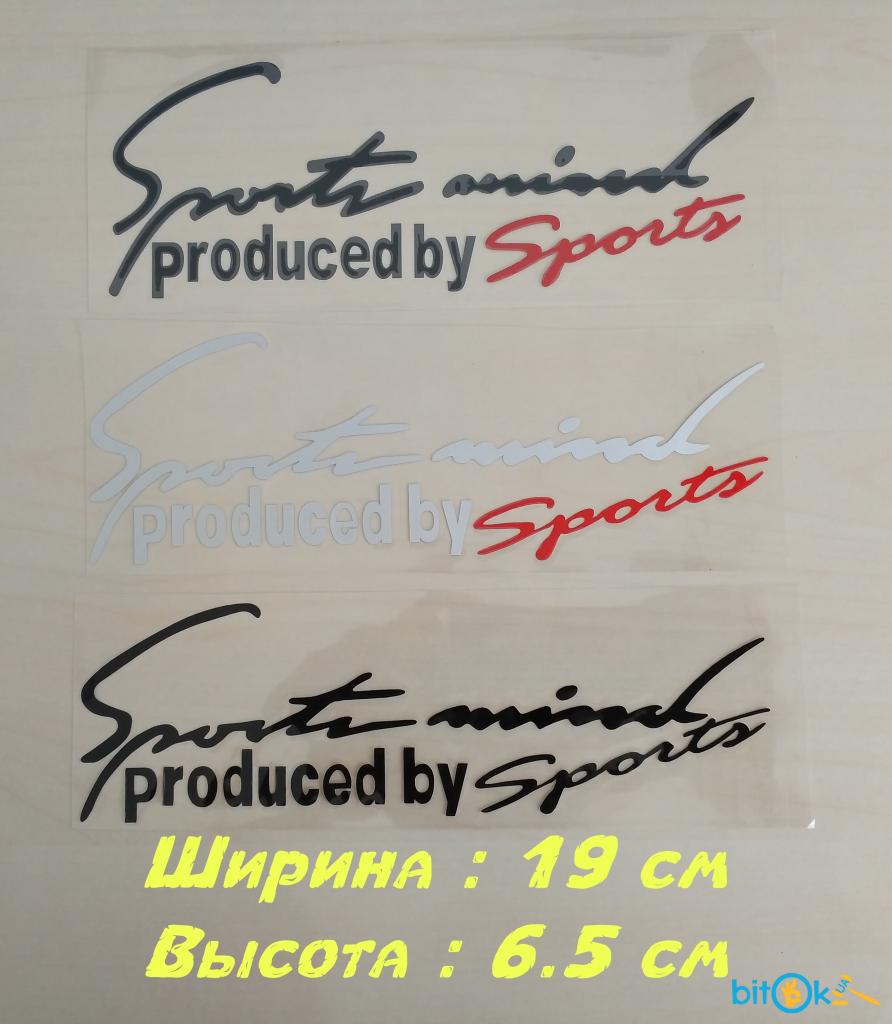 Sports mind
produced by Sports
Sports mind
produced by Sports
Sports mind
produced by Sports
Ширина : 19 см
Высота : 6.5 см
bitok UA